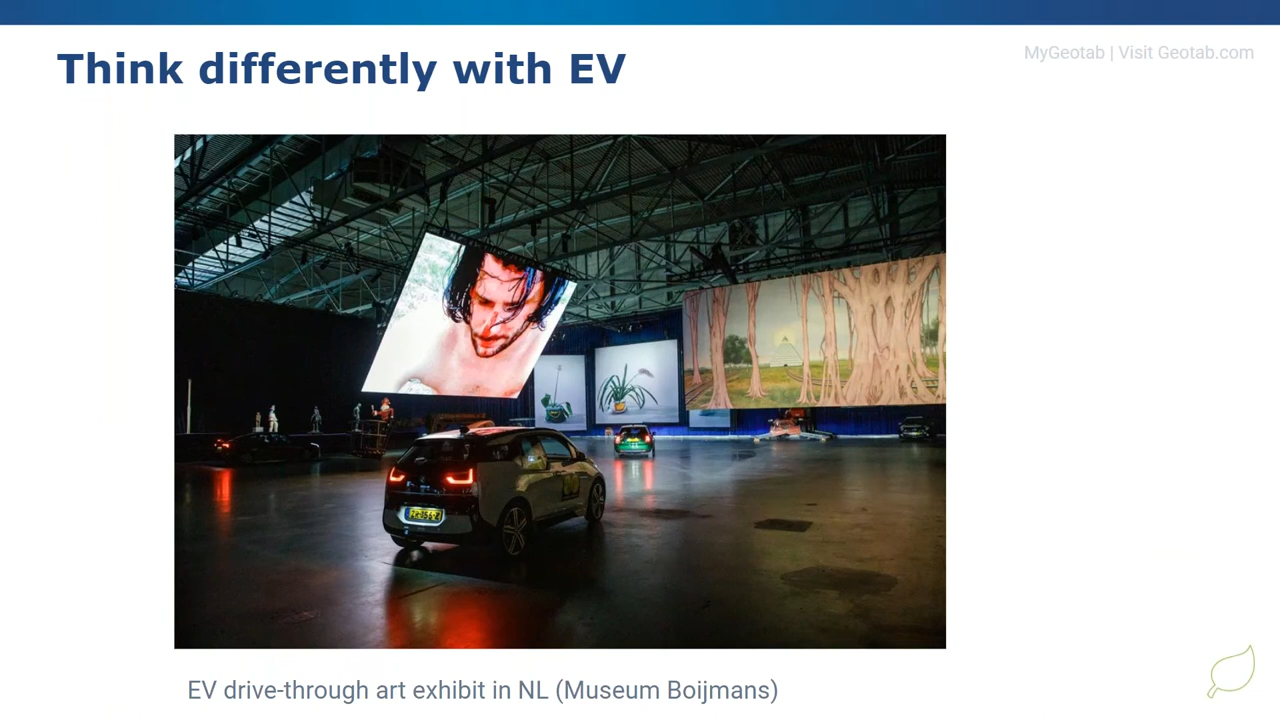 Think differently with EV
MyGeotab | Visit Geotab.com
EV drive-through art exhibit in NL (Museum Boijmans)